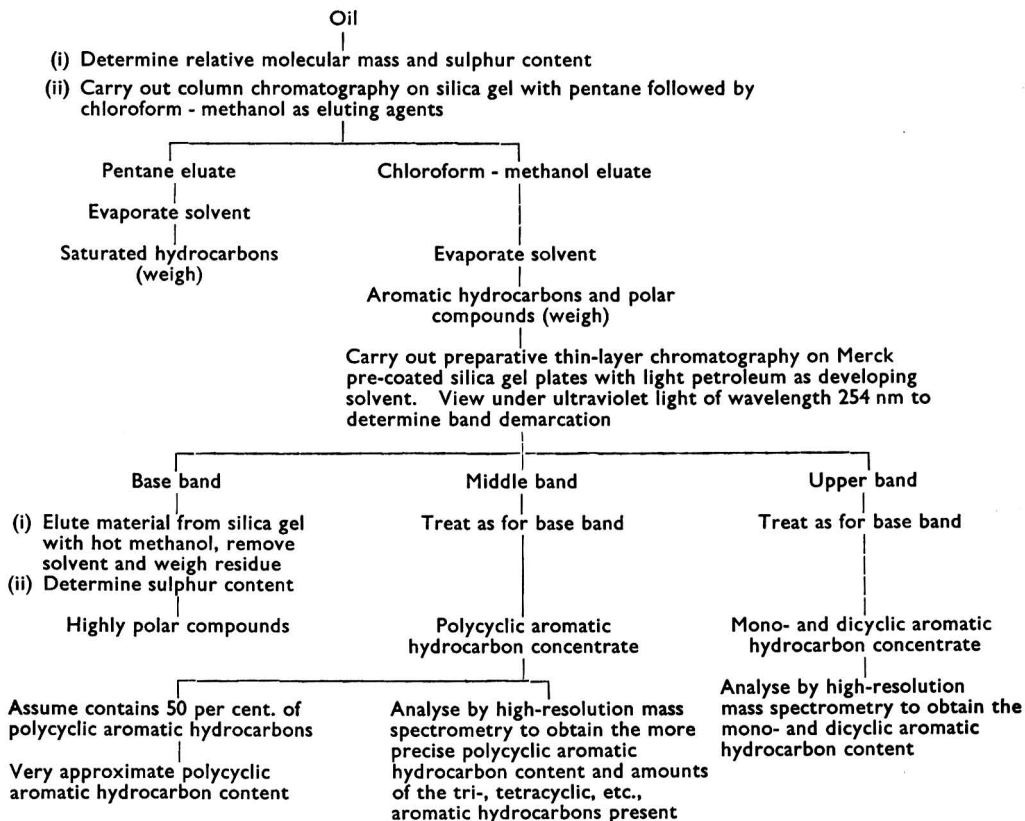 Oil
(i) Determine relative molecular mass and sulphur content
(ii) Carry out column chromatography on silica gel with pentane followed by
chloroform - methanol as eluting agents
Pentane eluate
Chloroform - methanol eluate
Evaporate solvent
Saturated hydrocarbons
(weigh)
Evaporate solvent
Aromatic hydrocarbons and polar
compounds (weigh)
Carry out preparative thin-layer chromatography on Merck
pre-coated silica gel plates with light petroleum as developing
solvent. View under ultraviolet light of wavelength 254 nm to
determine band demarcation
Base band
Middle band
Upper band
(i) Elute material from silica gel
with hot methanol, remove
solvent and weigh residue
(ii) Determine sulphur content
Treat as for base band
Treat as for base band
Highly polar compounds
Polycyclic aromatic
hydrocarbon concentrate
Mono- and dicyclic aromatic
hydrocarbon concentrate
Assume contains 50 per cent. of
polycyclic aromatic hydrocarbons
Very approximate polycyclic
aromatic hydrocarbon content
Analyse by high-resolution mass
spectrometry to obtain the more
precise polycyclic aromatic
hydrocarbon content and amounts
of the tri-, tetracyclic, etc.,
aromatic hydrocarbons present
Analyse by high-resolution
mass spectrometry to obtain the
mono- and dicyclic aromatic
hydrocarbon content